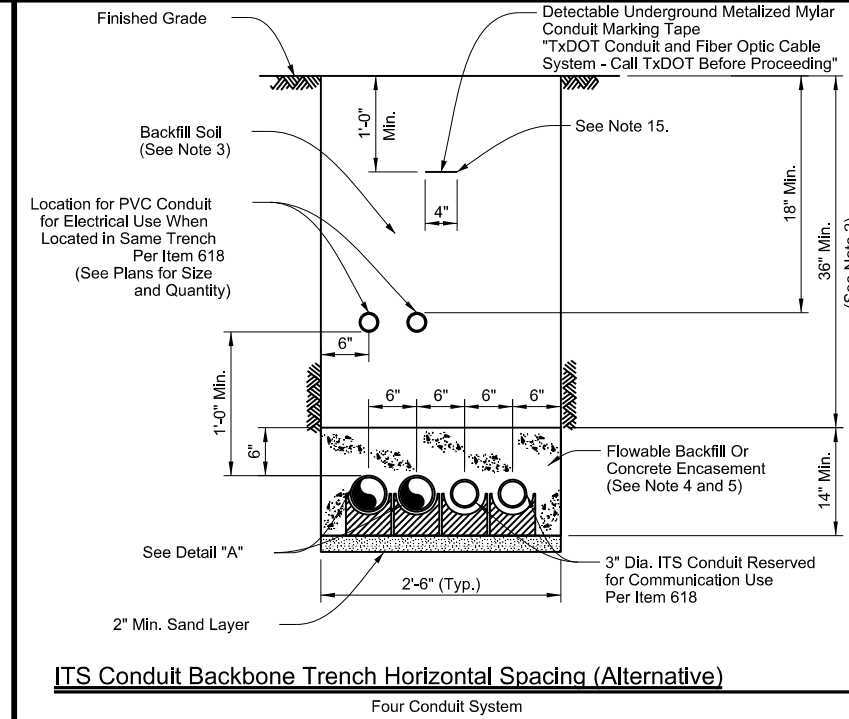 Finished Grade
Detectable Underground Metalized Mylar
Conduit Marking Tape
"TxDOT Conduit and Fiber Optic Cable
System - Call TxDOT Before Proceeding"
1'-0"
Min.
Backfill Soil
(See Note 3)
See Note 15.
4"
18" Min.
36" Min.
(See Note 2)
Location for PVC Conduit
for Electrical Use When
Located in Same Trench
Per Item 618
(See Plans for Size
and Quantity)
6"
1'-0" Min.
6"
6"
6"
6"
6"
Flowable Backfill Or
Concrete Encasement
(See Note 4 and 5)
14" Min.
See Detail "A"
3" Dia. ITS Conduit Reserved
for Communication Use
Per Item 618
2'-6" (Typ.)
2" Min. Sand Layer
ITS Conduit Backbone Trench Horizontal Spacing (Alternative)
Four Conduit System